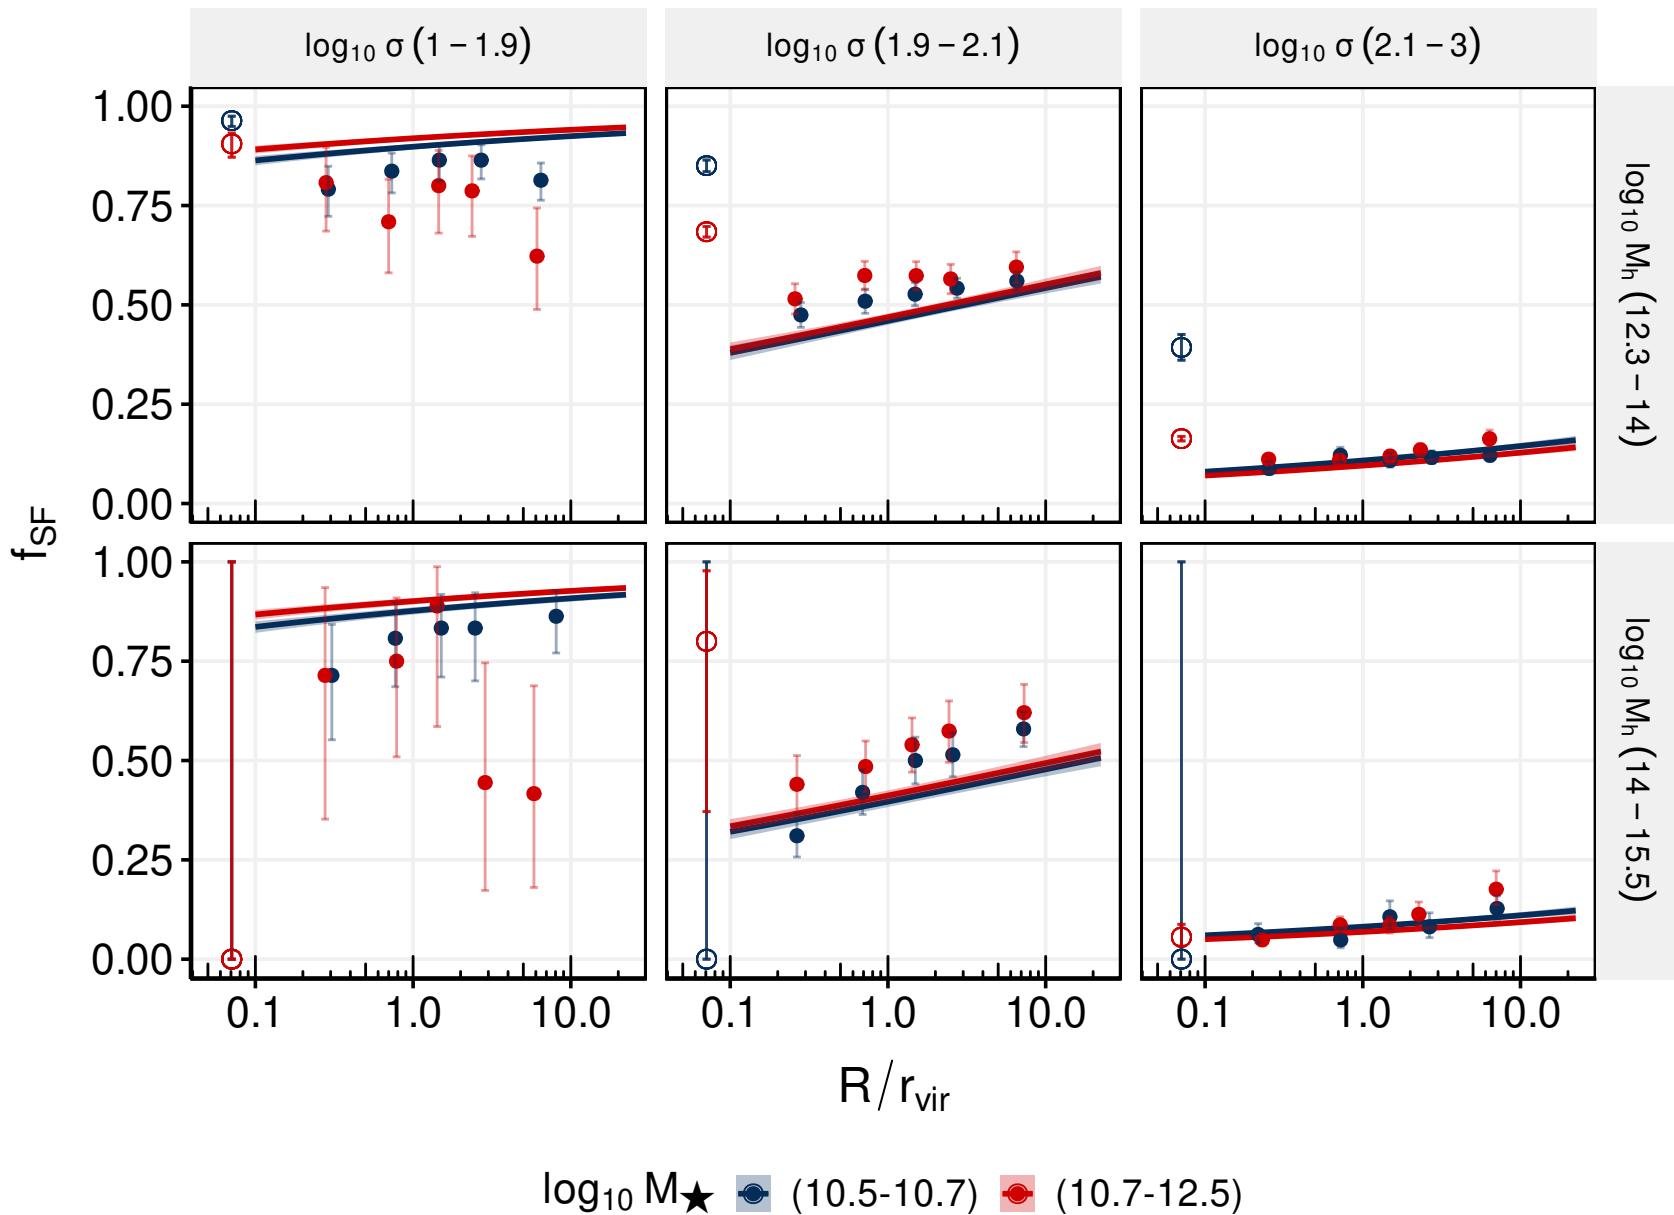 log₁₀ σ (1 − 1.9)
log₁₀ σ (1.9 − 2.1)
log₁₀ σ (2.1 − 3)
1.00
0.75
0.50
0.25
0.00
log₁₀ Mₕ (12.3 − 14)
f_SF
1.00
0.75
0.50
0.25
0.00
log₁₀ Mₕ (14 − 15.5)
0.1 1.0 10.0
0.1 1.0 10.0
0.1 1.0 10.0
R/r_vir
log₁₀ M★ (10.5-10.7) (10.7-12.5)